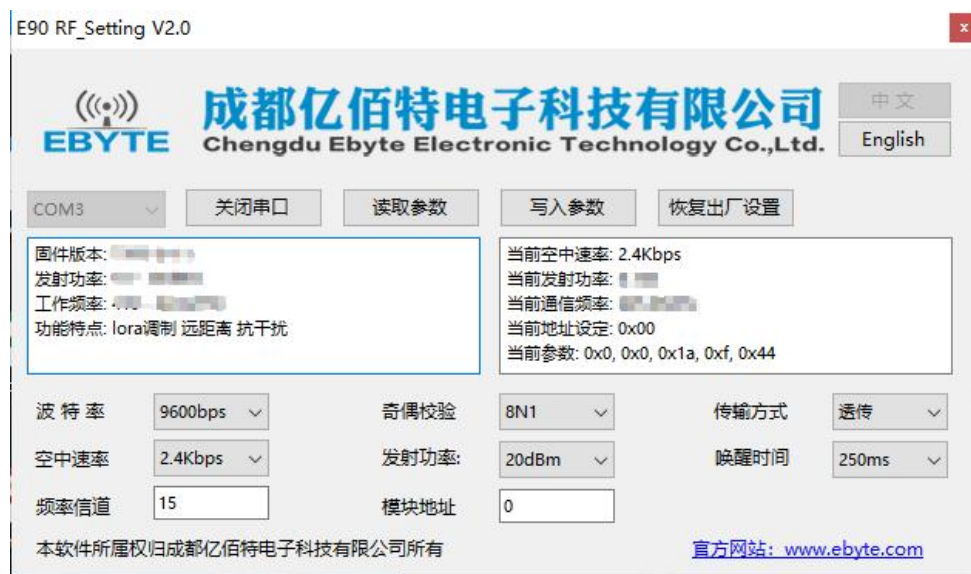 E90 RF_Setting V2.0
x
EBYTE
成都亿佰特电子科技有限公司
Chengdu Ebyte Electronic Technology Co.,Ltd.
中文
English
COM3
关闭串口
读取参数
写入参数
恢复出厂设置
固件版本:
发射功率:
工作频率:
功能特点: lora调制 远距离 抗干扰
当前空中速率: 2.4Kbps
当前发射功率:
当前通信频率:
当前地址设定: 0x00
当前参数: 0x0, 0x0, 0x1a, 0xf, 0x44
波特率 9600bps
奇偶校验 8N1
传输方式 透传
空中速率 2.4Kbps
发射功率: 20dBm
唤醒时间 250ms
频率信道 15
模块地址 0
本软件所属权归成都亿佰特电子科技有限公司所有
官方网站：www.ebyte.com